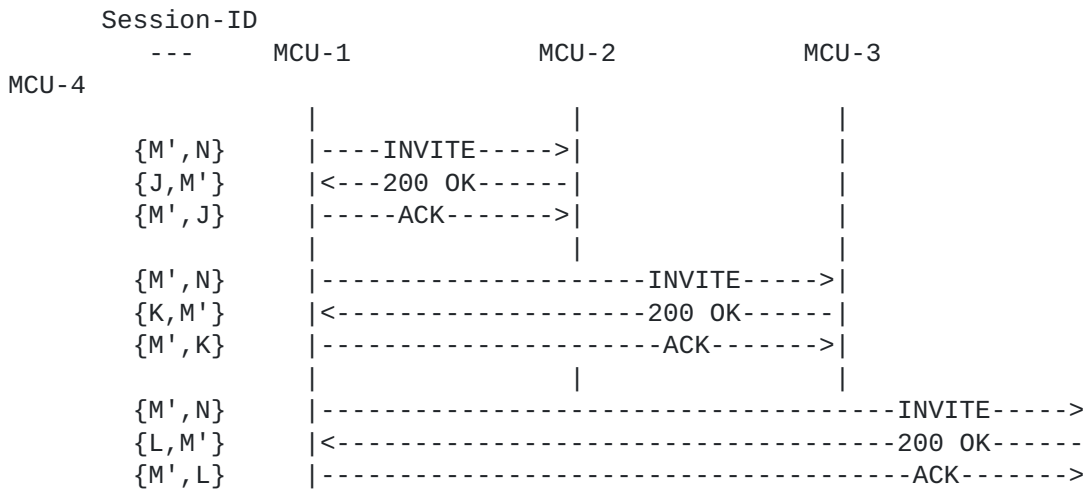 Session-ID
         ---     MCU-1            MCU-2            MCU-3
MCU-4
                   |                |                |
        {M',N}     |----INVITE----->|                |
        {J,M'}     |<---200 OK------|                |
        {M',J}     |-----ACK------->|                |
                   |                |                |
        {M',N}     |---------------------INVITE----->|
        {K,M'}     |<--------------------200 OK------|
        {M',K}     |----------------------ACK------->|
                   |                |                |
        {M',N}     |-------------------------------------INVITE----->
        {L,M'}     |<------------------------------------200 OK------
        {M',L}     |--------------------------------------ACK------->